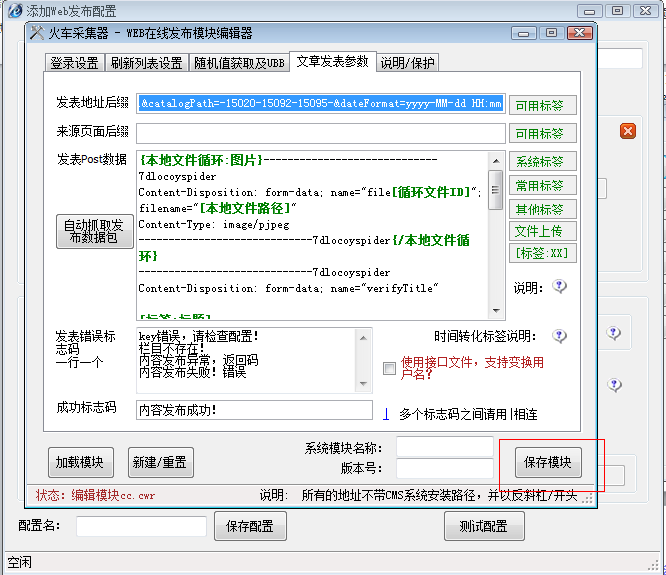 添加Web发布配置
火车采集器 - WEB在线发布模块编辑器
登录设置 刷新列表设置 随机值获取及UBB 文章发表参数 说明/保护
发表地址后缀 &catalogPath=-15020-15092-15095-&dateFormat=yyyy-MM-dd HH:mm 可用标签
来源页面后缀 可用标签
发表Post数据 {本地文件循环:图片}---------------------------- 系统标签
7dlocoyspider
Content-Disposition: form-data; name="file[循环文件ID]"; 常用标签
filename="[本地文件路径]" 其他标签
Content-Type: image/pjpeg
自动抓取发
布数据包
文件上传
----------------------------7dlocoyspider{/本地文件循
环} [标签:XX]
----------------------------7dlocoyspider
Content-Disposition: form-data; name="verifyTitle" 说明:
[标签:标题]
发表错误标
志码
一行一个
key错误，请检查配置!
栏目不存在!
内容发布异常，返回码
内容发布失败! 错误
时间转化标签说明:
使用接口文件，支持变换用
户名?
成功标志码 内容发布成功! | 多个标志码之间请用|相连
加载模块 新建/重置 系统模块名称: 保存模块
版本号:
状态: 编辑模块cc.cwr 说明: 所有的地址不带CMS系统安装路径，并以反斜杠/开头
配置名: 保存配置 测试配置
空闲